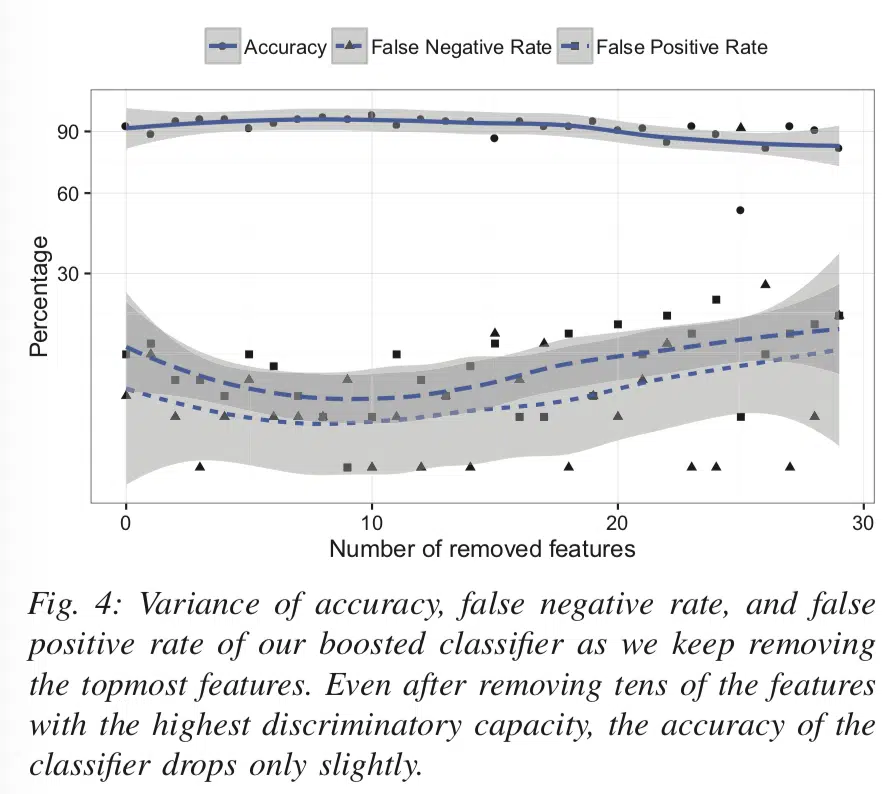 Accuracy False Negative Rate False Positive Rate
90
60
30
Percentage
0 10 20 30
Number of removed features
Fig. 4: Variance of accuracy, false negative rate, and false
positive rate of our boosted classifier as we keep removing
the topmost features. Even after removing tens of the features
with the highest discriminatory capacity, the accuracy of the
classifier drops only slightly.